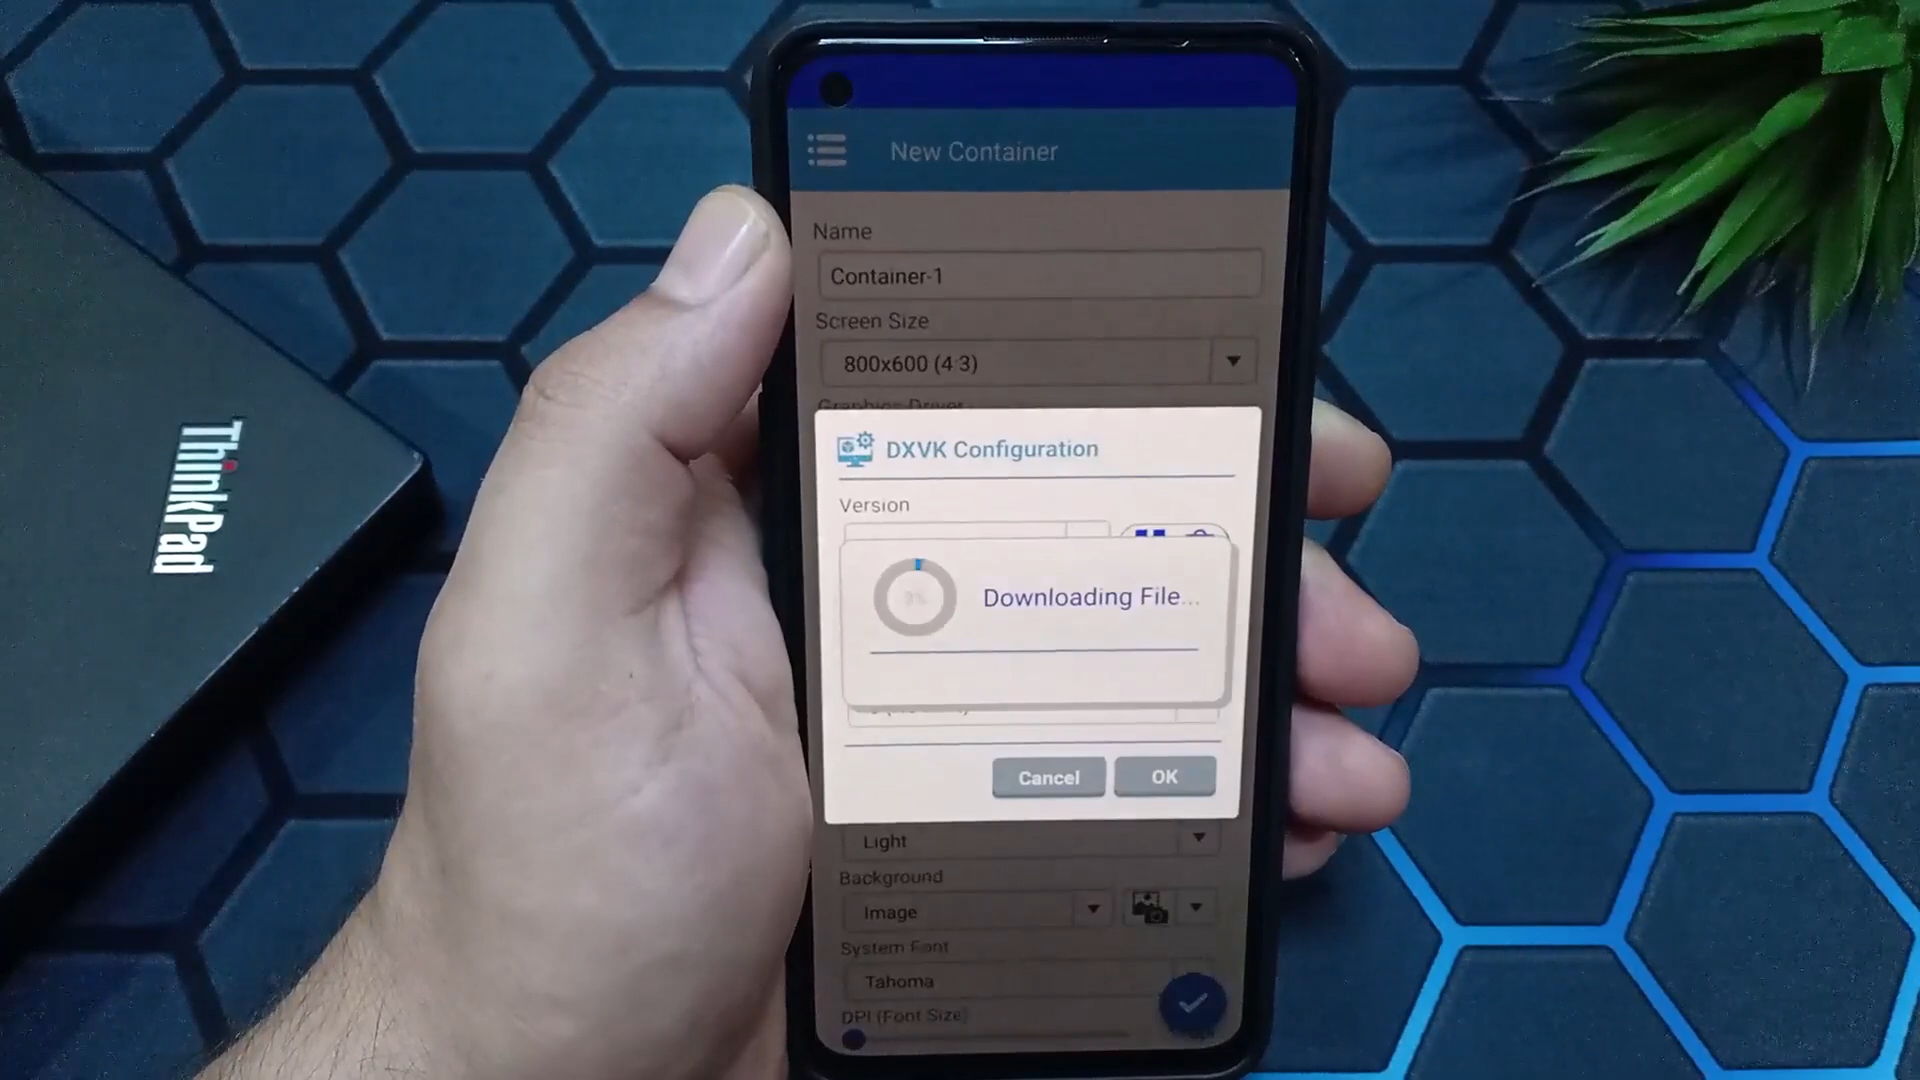 New Container
Name
Container-1
Screen Size
800x600 (4:3)
Graphics Driver
DXVK Configuration
Version
Downloading File...
Cancel
OK
Light
Background
Image
System Font
Tahoma
DPI (Font Size)
ThinkPad